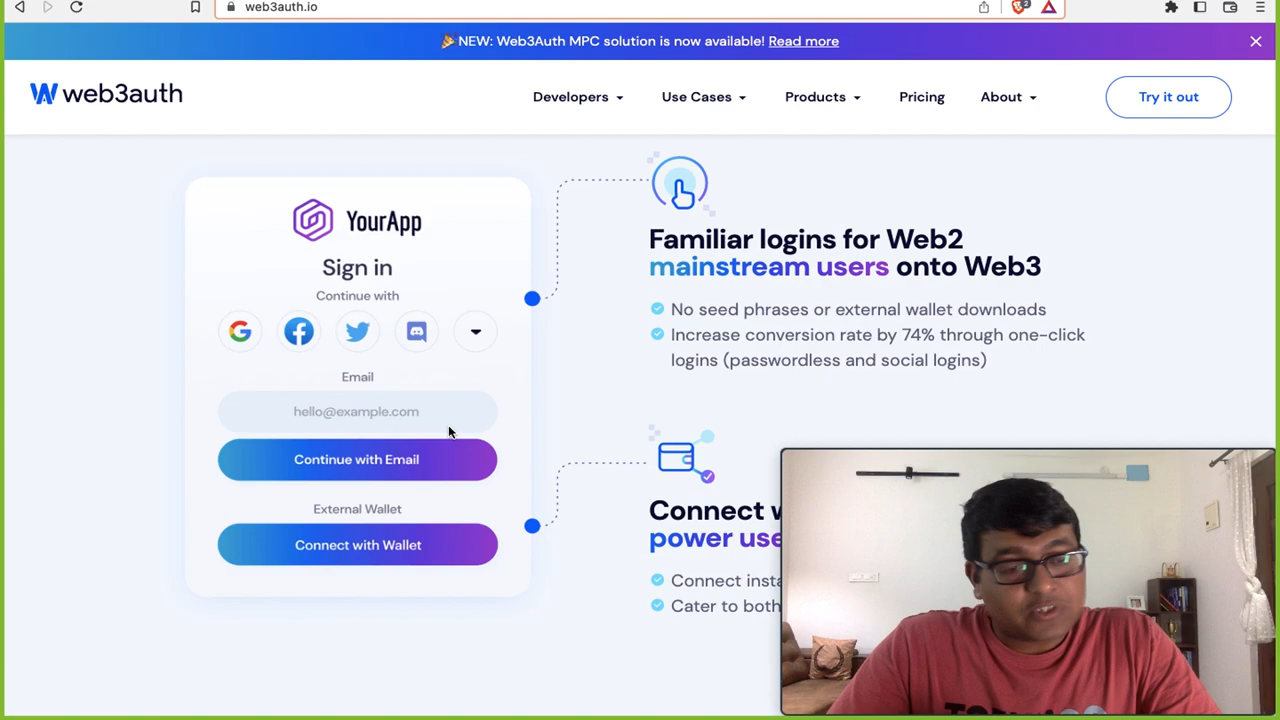 web3auth.io
2
🎉NEW: Web3Auth MPC solution is now available! Read more
web3auth
Developers
Use Cases
Products
Pricing
About
Try it out
YourApp
Sign in
Continue with
Email
hello@example.com
Continue with Email
External Wallet
Connect with Wallet
Familiar logins for Web2
mainstream users onto Web3
No seed phrases or external wallet downloads
Increase conversion rate by 74% through one-click
logins (passwordless and social logins)
Connect
power
Connect
Cater to both